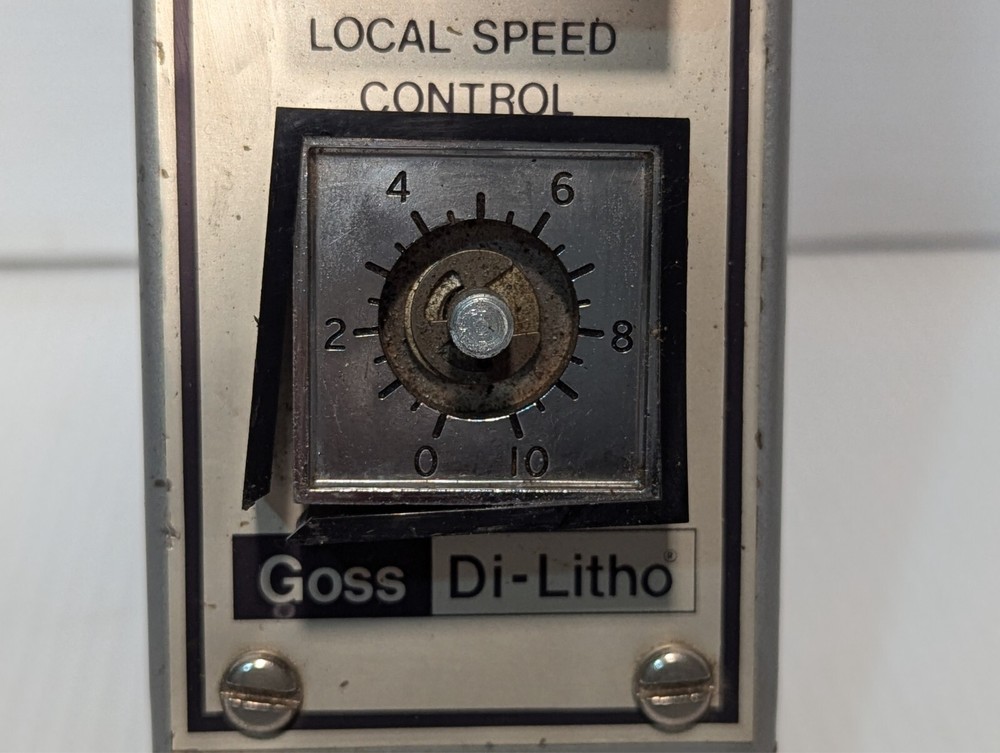 LOCAL SPEED
CONTROL
4 6
2 8
0 10
Goss Di-Litho®